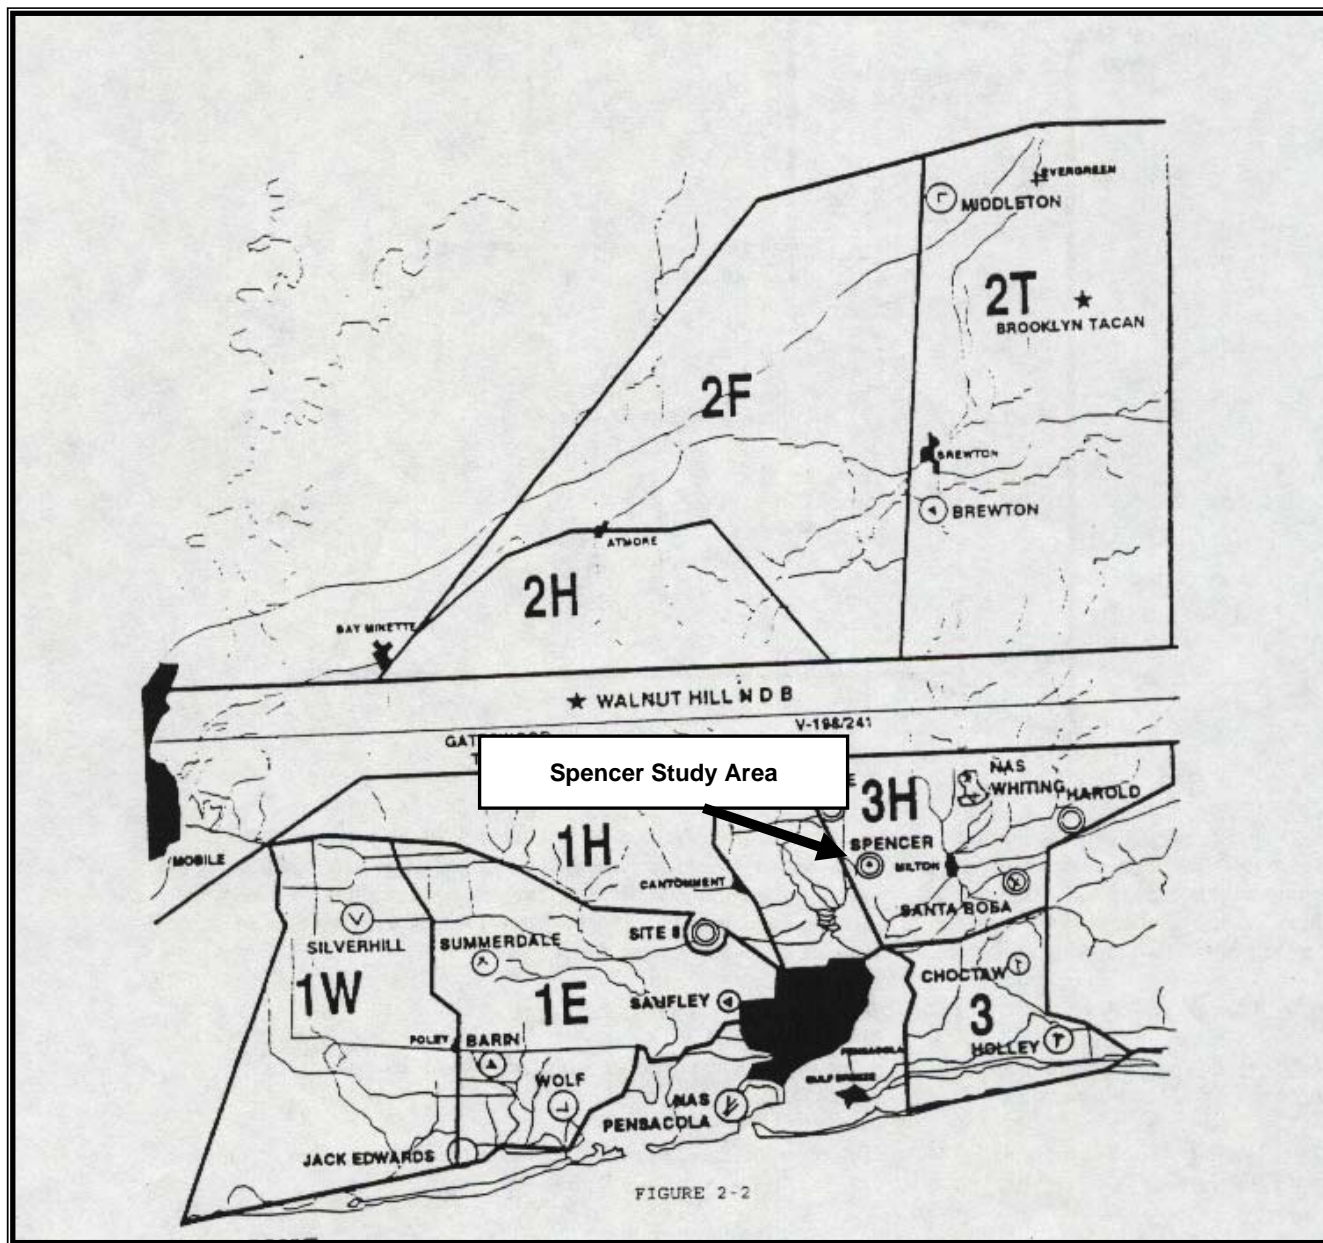 EVERGREEN
MIDDLETON
2T
BROOKLYN TACAN
2F
BREWTON
BREWTON
ATMORE
2H
BAY MINETTE
WALNUT HILL N D B
V-198/241
Spencer Study Area
3H
NAS
WHITING
HAROLD
1H
SPENCER
MOBILE
MILTON
CANTONMENT
SANTA ROSA
SILVERHILL
SUMMERDALE
SITE 8
CHOCTAW
1W
1E
SAUFLEY
3
FOLEY
BARIN
PENSACOLA
HOLLEY
WOLF
GULF BREEZE
NAS
PENSACOLA
JACK EDWARDS
FIGURE 2-2